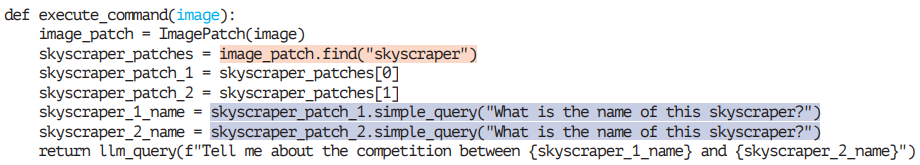 def execute_command(image):
    image_patch = ImagePatch(image)
    skyscraper_patches = image_patch.find("skyscraper")
    skyscraper_patch_1 = skyscraper_patches[0]
    skyscraper_patch_2 = skyscraper_patches[1]
    skyscraper_1_name = skyscraper_patch_1.simple_query("What is the name of this skyscraper?")
    skyscraper_2_name = skyscraper_patch_2.simple_query("What is the name of this skyscraper?")
    return llm_query(f"Tell me about the competition between {skyscraper_1_name} and {skyscraper_2_name}")